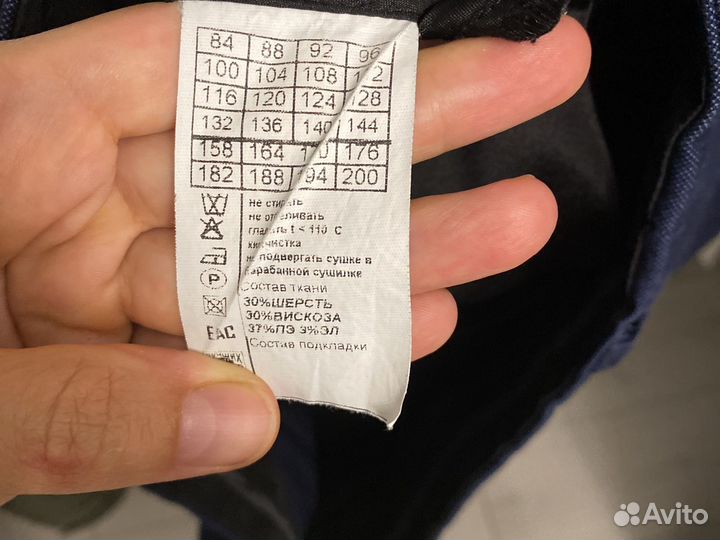 84 88 92 96
100 104 108 112
116 120 124 128
132 136 140 144
158 164 170 176
182 188 194 200
не стирать
не отбеливать
гладить t < 110 C
химчистка
не подвергать сушке в
барабанной сушилке
P
Состав ткани
30%ШЕРСТЬ
30%ВИСКОЗА
37%ПЭ 3%ЭЛ
EAC
Состав подкладки
Avito